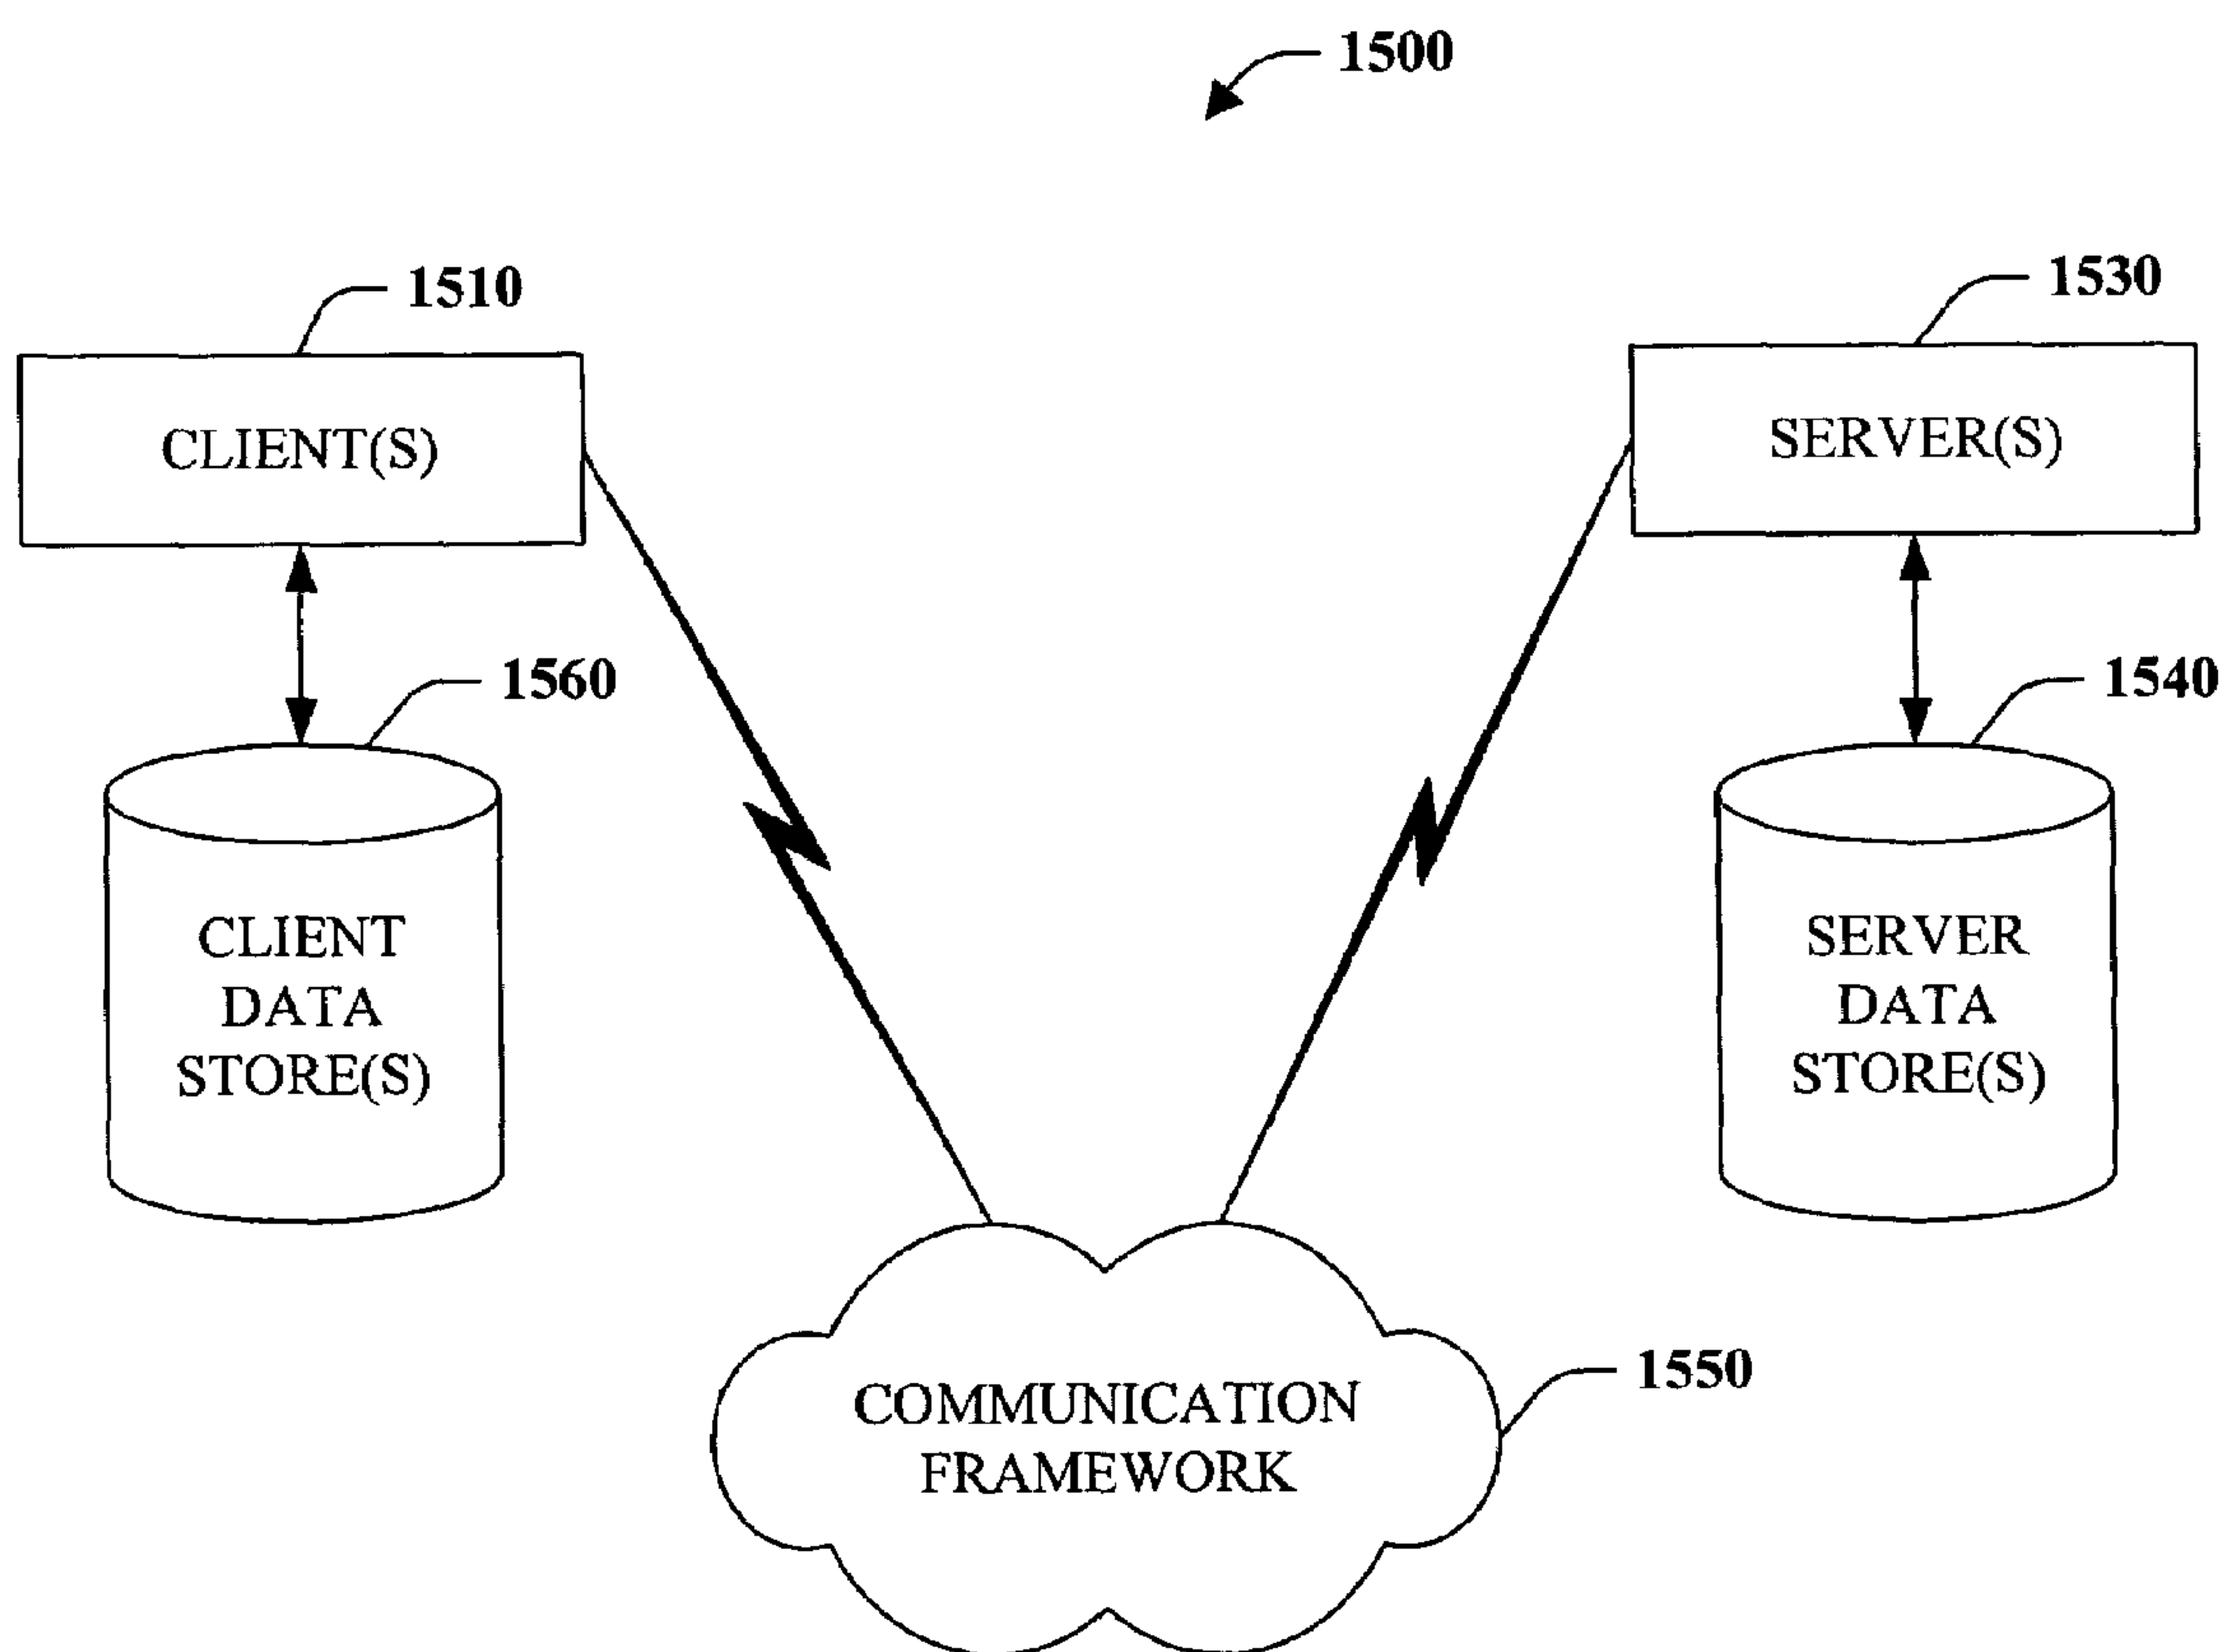 1500
1510
1530
CLIENT(S)
SERVER(S)
1560
1540
CLIENT
DATA
STORE(S)
SERVER
DATA
STORE(S)
1550
COMMUNICATION
FRAMEWORK